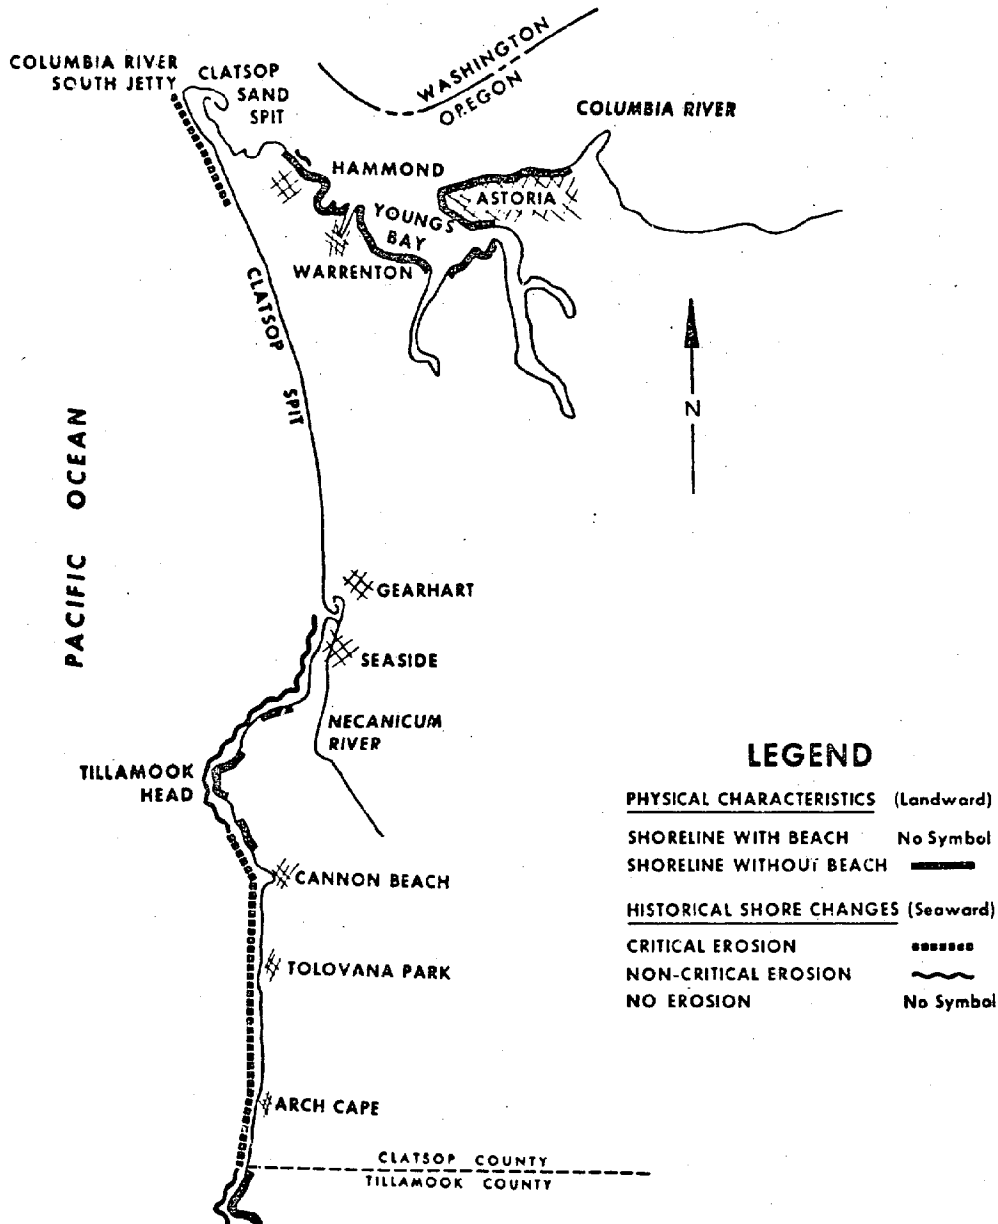 COLUMBIA RIVER
SOUTH JETTY
CLATSOP
SAND
SPIT
WASHINGTON
OREGON
COLUMBIA RIVER
HAMMOND
ASTORIA
YOUNGS
BAY
WARRENTON
CLATSOP
SPIT
N
PACIFIC OCEAN
GEARHART
SEASIDE
NECANICUM
RIVER
TILLAMOOK
HEAD
CANNON BEACH
TOLOVANA PARK
ARCH CAPE
CLATSOP COUNTY
TILLAMOOK COUNTY
LEGEND
PHYSICAL CHARACTERISTICS (Landward)
SHORELINE WITH BEACH No Symbol
SHORELINE WITHOUT BEACH
HISTORICAL SHORE CHANGES (Seaward)
CRITICAL EROSION
NON-CRITICAL EROSION
NO EROSION No Symbol